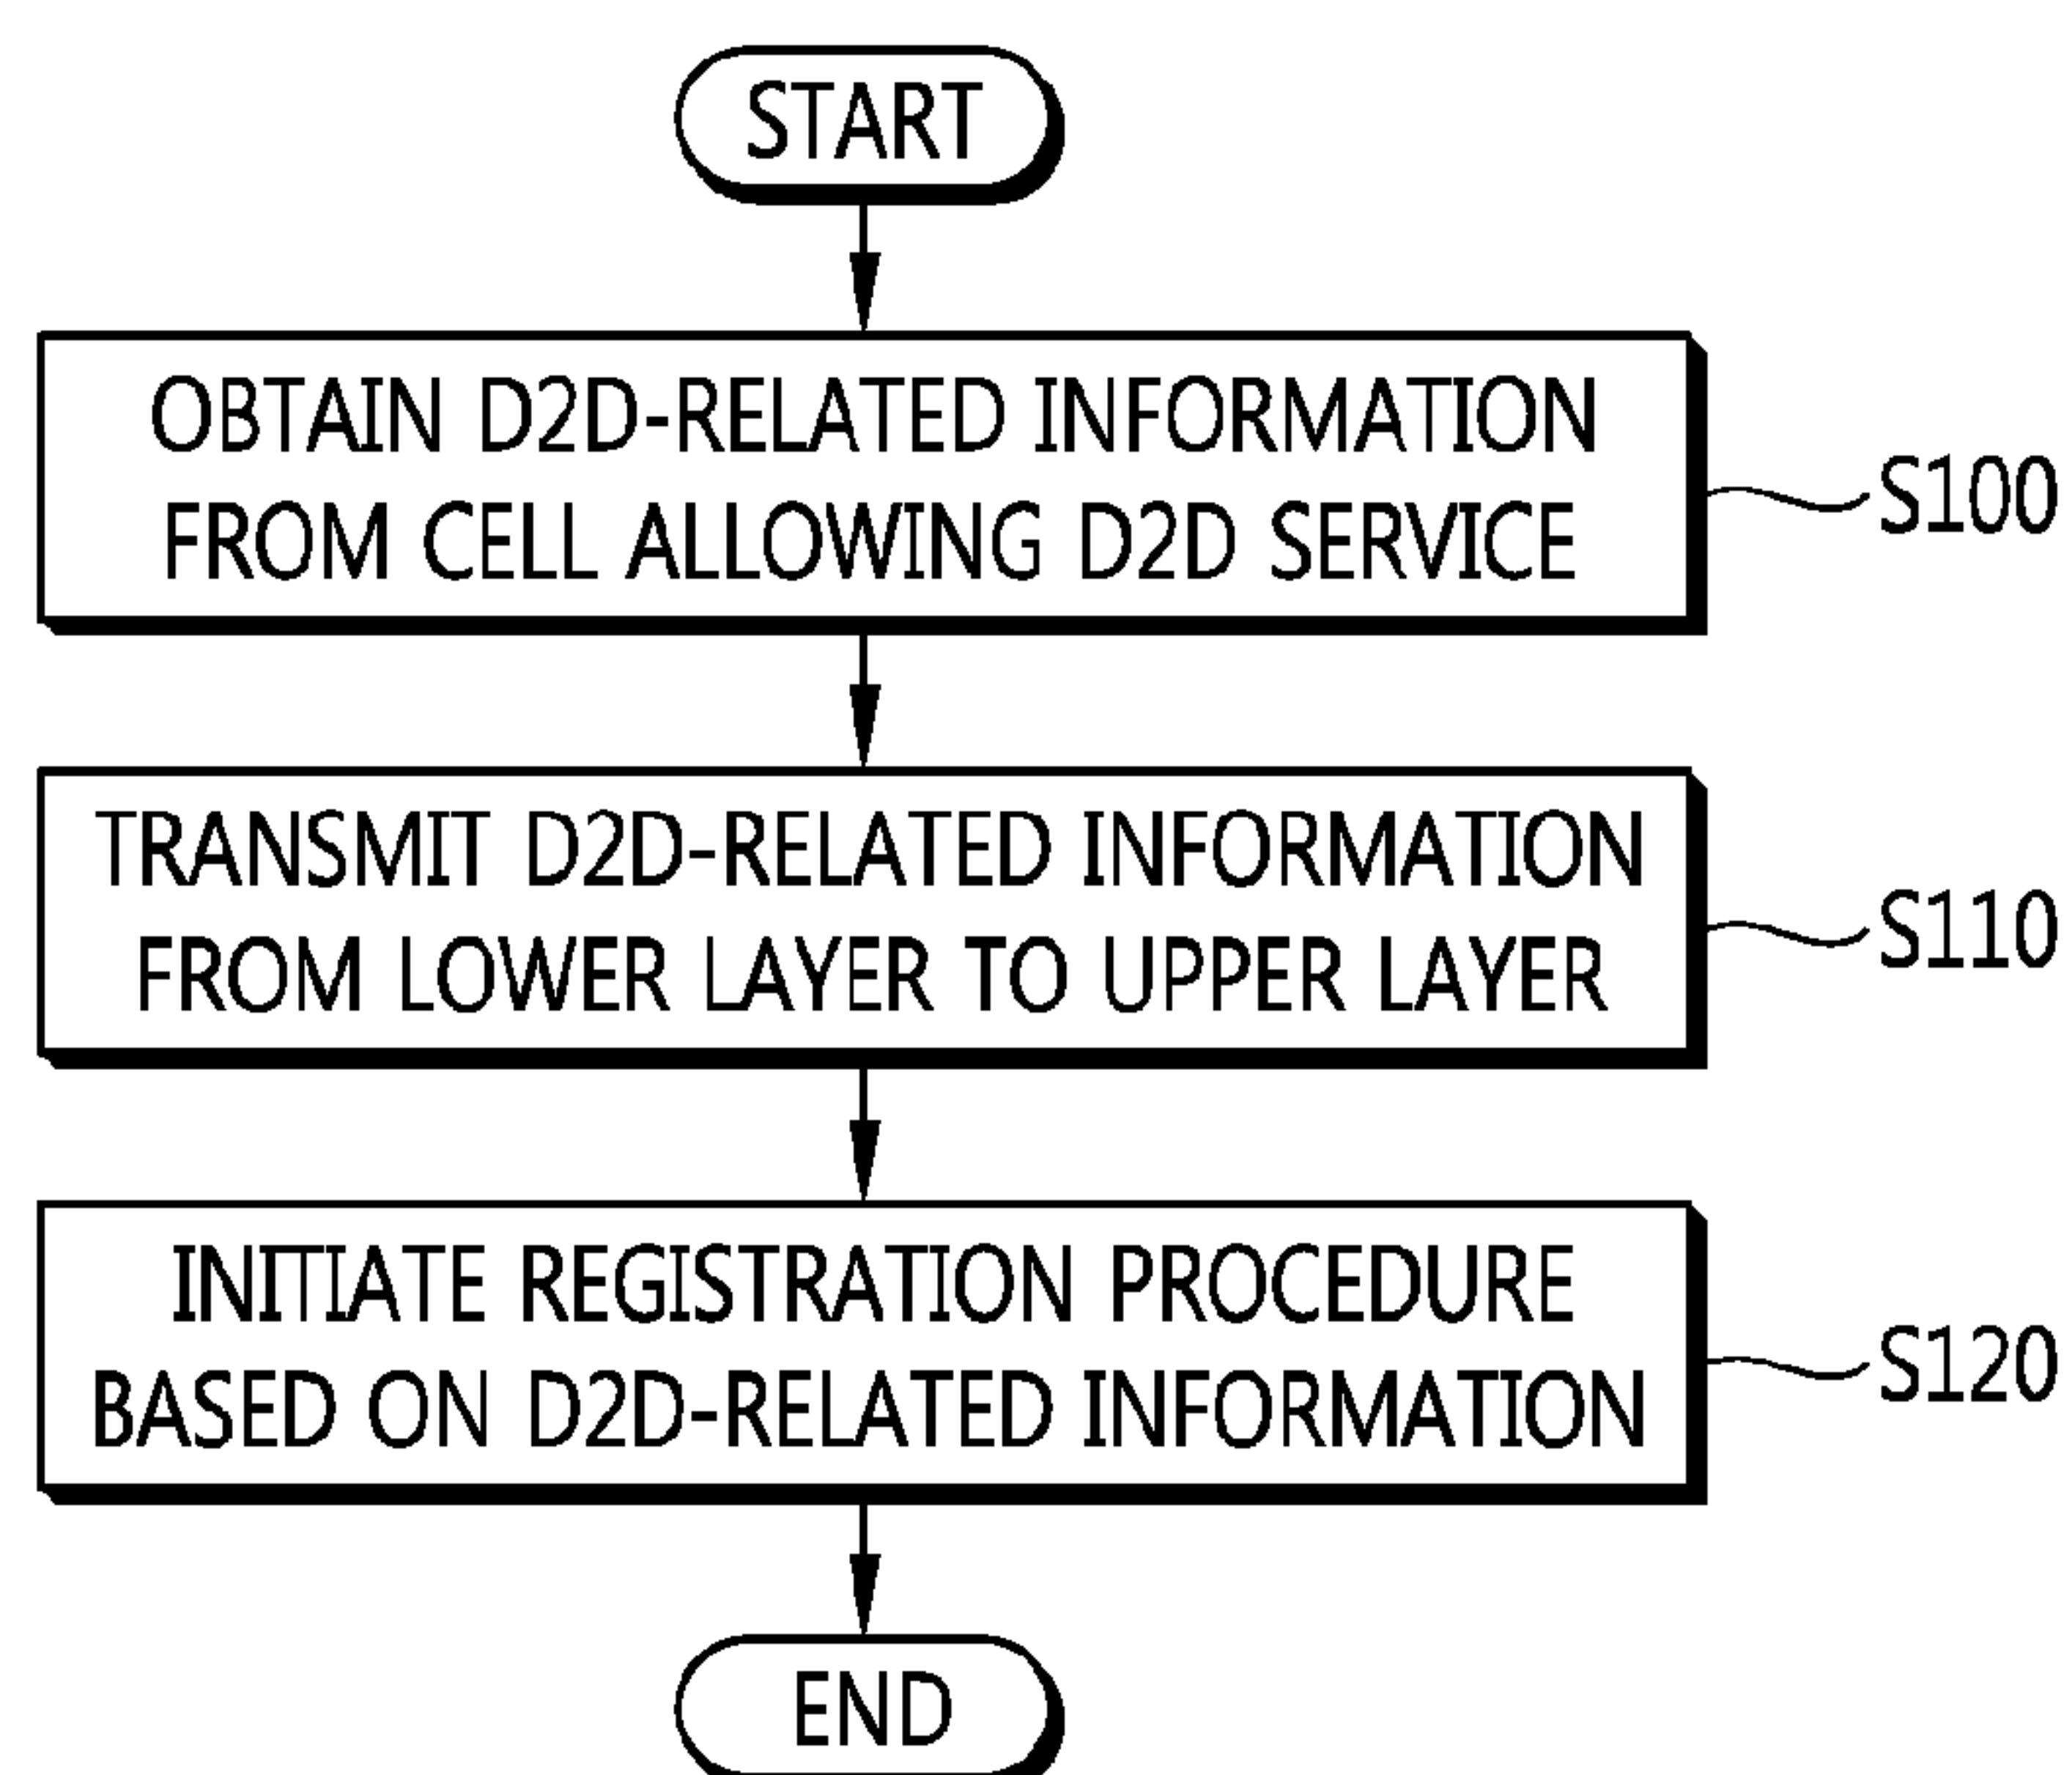 START
OBTAIN D2D-RELATED INFORMATION
FROM CELL ALLOWING D2D SERVICE
S100
TRANSMIT D2D-RELATED INFORMATION
FROM LOWER LAYER TO UPPER LAYER
S110
INITIATE REGISTRATION PROCEDURE
BASED ON D2D-RELATED INFORMATION
S120
END